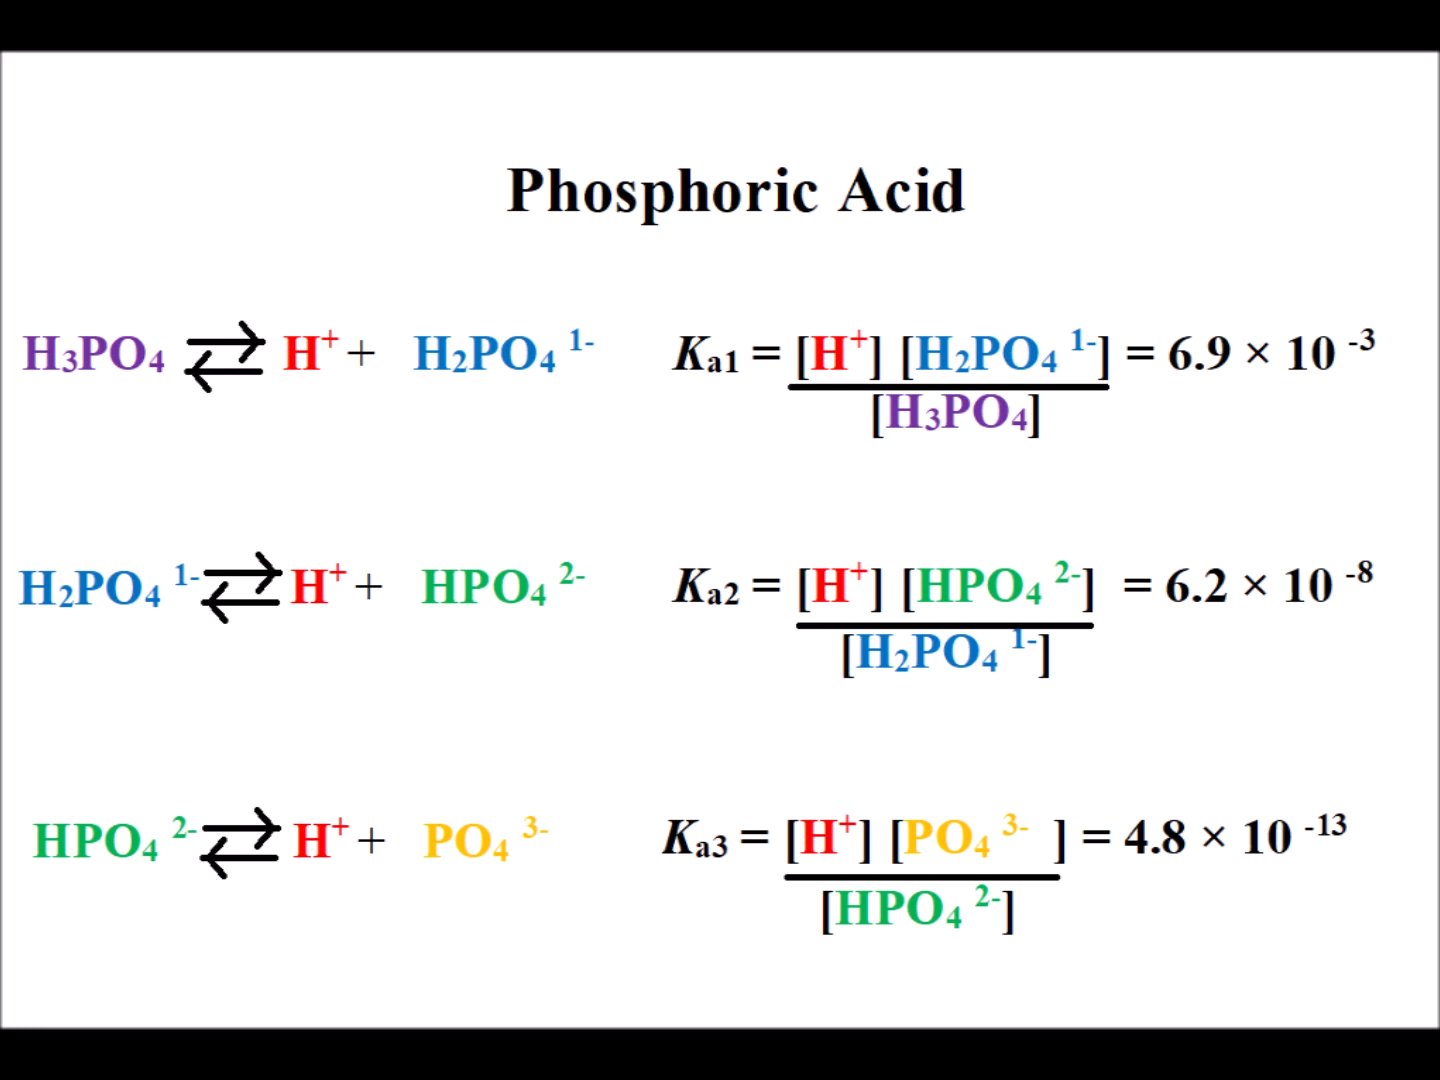 Phosphoric Acid
H₃PO₄ ⇄ H⁺ + H₂PO₄ ¹⁻ Kₐ₁ = [H⁺] [H₂PO₄ ¹⁻] = 6.9 × 10 ⁻³
[H₃PO₄]
H₂PO₄ ¹⁻ ⇄ H⁺ + HPO₄ ²⁻ Kₐ₂ = [H⁺] [HPO₄ ²⁻] = 6.2 × 10 ⁻⁸
[H₂PO₄ ¹⁻]
HPO₄ ²⁻ ⇄ H⁺ + PO₄ ³⁻ Kₐ₃ = [H⁺] [PO₄ ³⁻ ] = 4.8 × 10 ⁻¹³
[HPO₄ ²⁻]